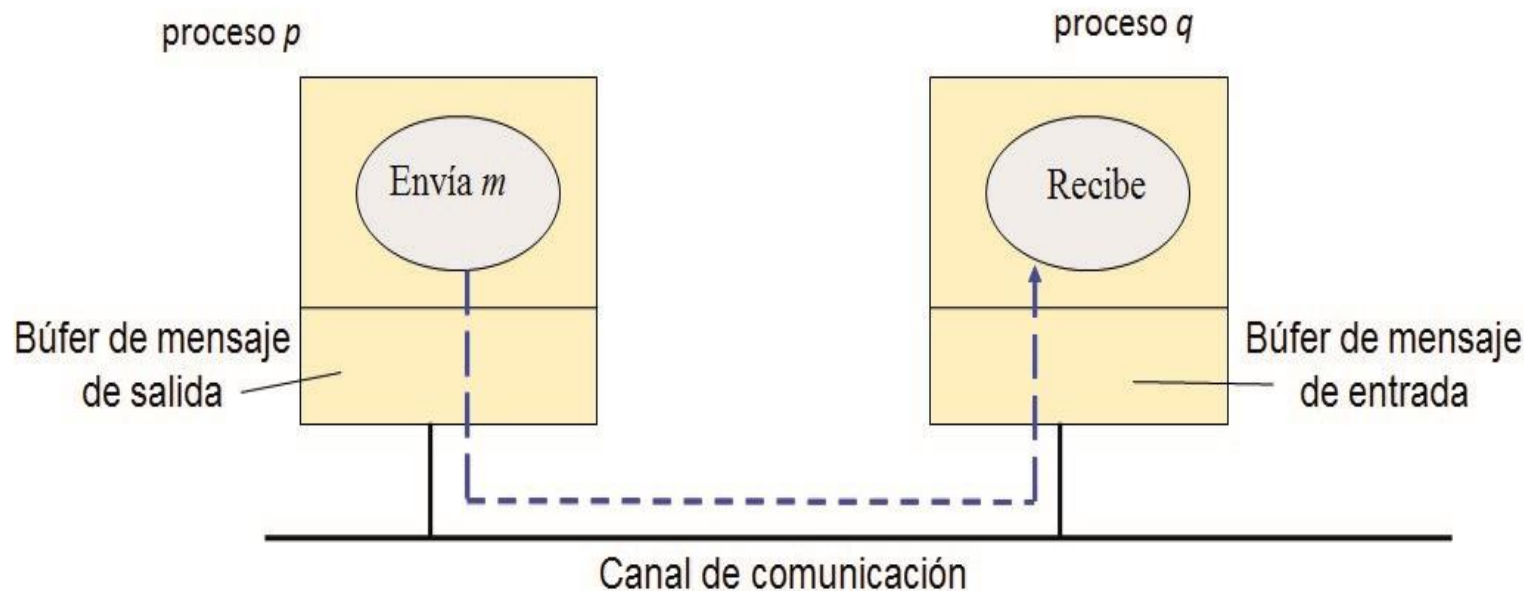 proceso p
proceso q
Envía m
Recibe
Búfer de mensaje
de salida
Búfer de mensaje
de entrada
Canal de comunicación